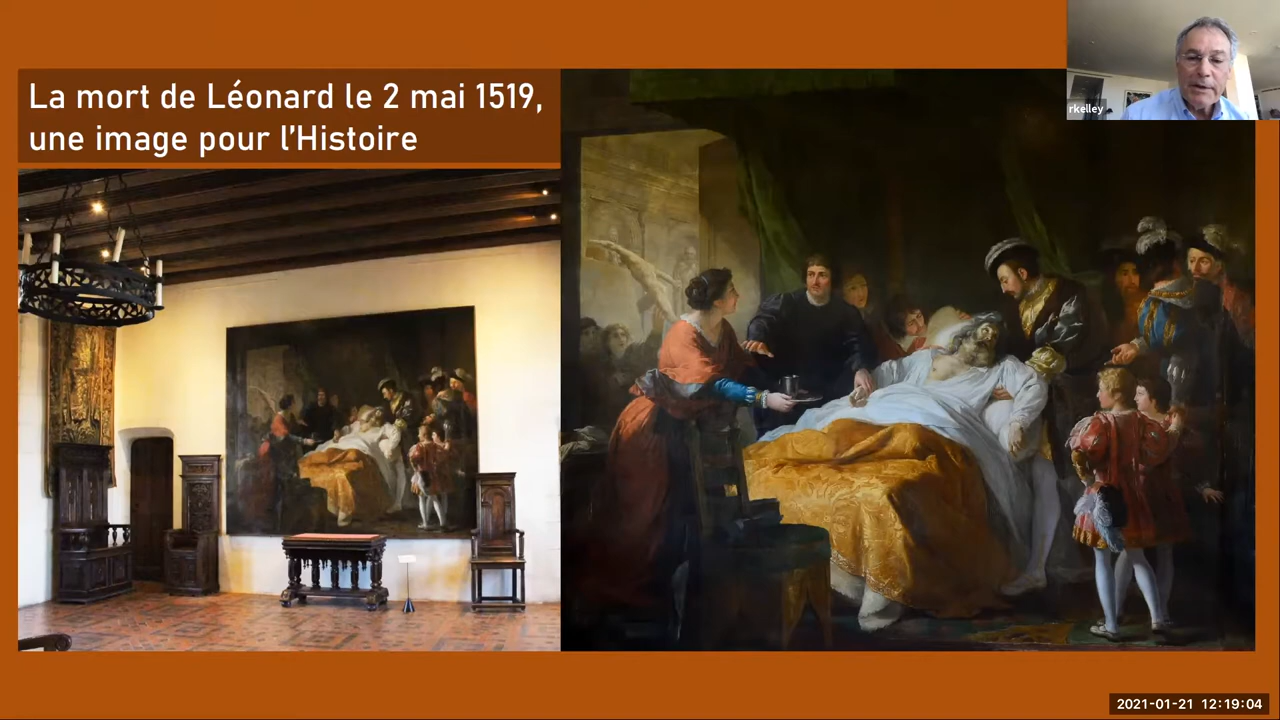 La mort de Léonard le 2 mai 1519,
une image pour l'Histoire
rkelley
2021-01-21 12:19:04